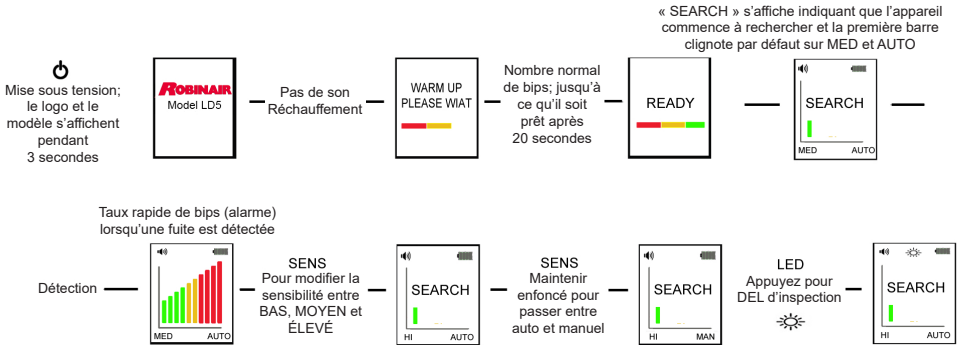 « SEARCH » s’affiche indiquant que l’appareil
commence à rechercher et la première barre
clignote par défaut sur MED et AUTO
Mise sous tension;
le logo et le
modèle s’affichent
pendant
3 secondes
ROBINAIR
Model LD5
Pas de son
Réchauffement
WARM UP
PLEASE WIAT
Nombre normal
de bips; jusqu’à
ce qu’il soit
prêt après
20 secondes
READY
SEARCH
MED AUTO
Détection
Taux rapide de bips (alarme)
lorsqu’une fuite est détectée
MED AUTO
SENS
Pour modifier la
sensibilité entre
BAS, MOYEN et
ÉLEVÉ
SEARCH
HI AUTO
SENS
Maintenir
enfoncé pour
passer entre
auto et manuel
SEARCH
HI MAN
LED
Appuyez pour
DEL d’inspection
SEARCH
HI AUTO